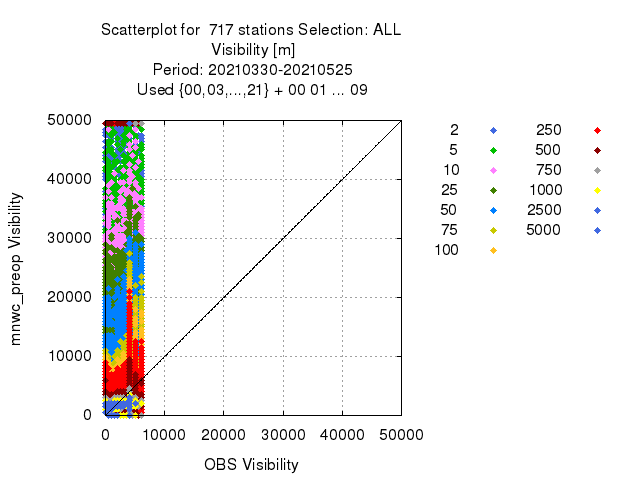 Scatterplot for 717 stations Selection: ALL
Visibility [m]
Period: 20210330-20210525
Used {00,03,...,21} + 00 01 ... 09
50000
40000
30000
20000
10000
0
mnwc_preop Visibility
0 10000 20000 30000 40000 50000
OBS Visibility
2 250
5 500
10 750
25 1000
50 2500
75 5000
100